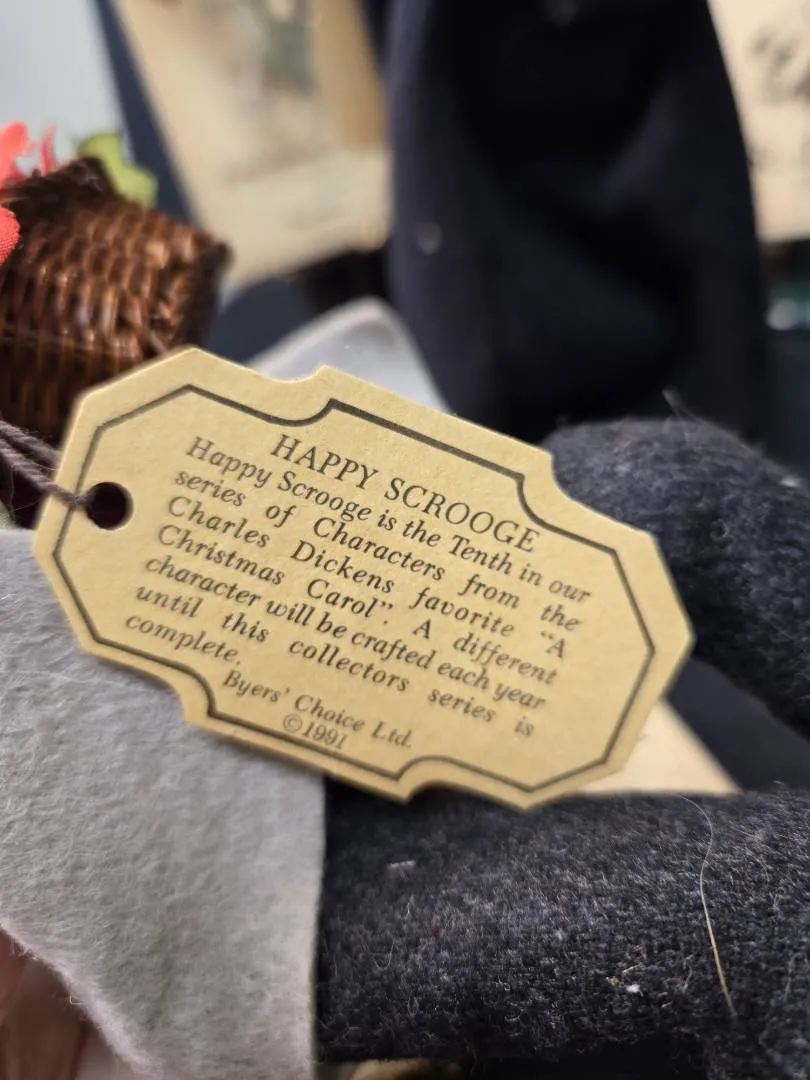 HAPPY SCROOGE
Happy Scrooge is the Tenth in our
series of Characters from the
Charles Dickens favorite "A
Christmas Carol". A different
character will be crafted each year
until this collectors series is
complete.
Byers' Choice Ltd.
©1991